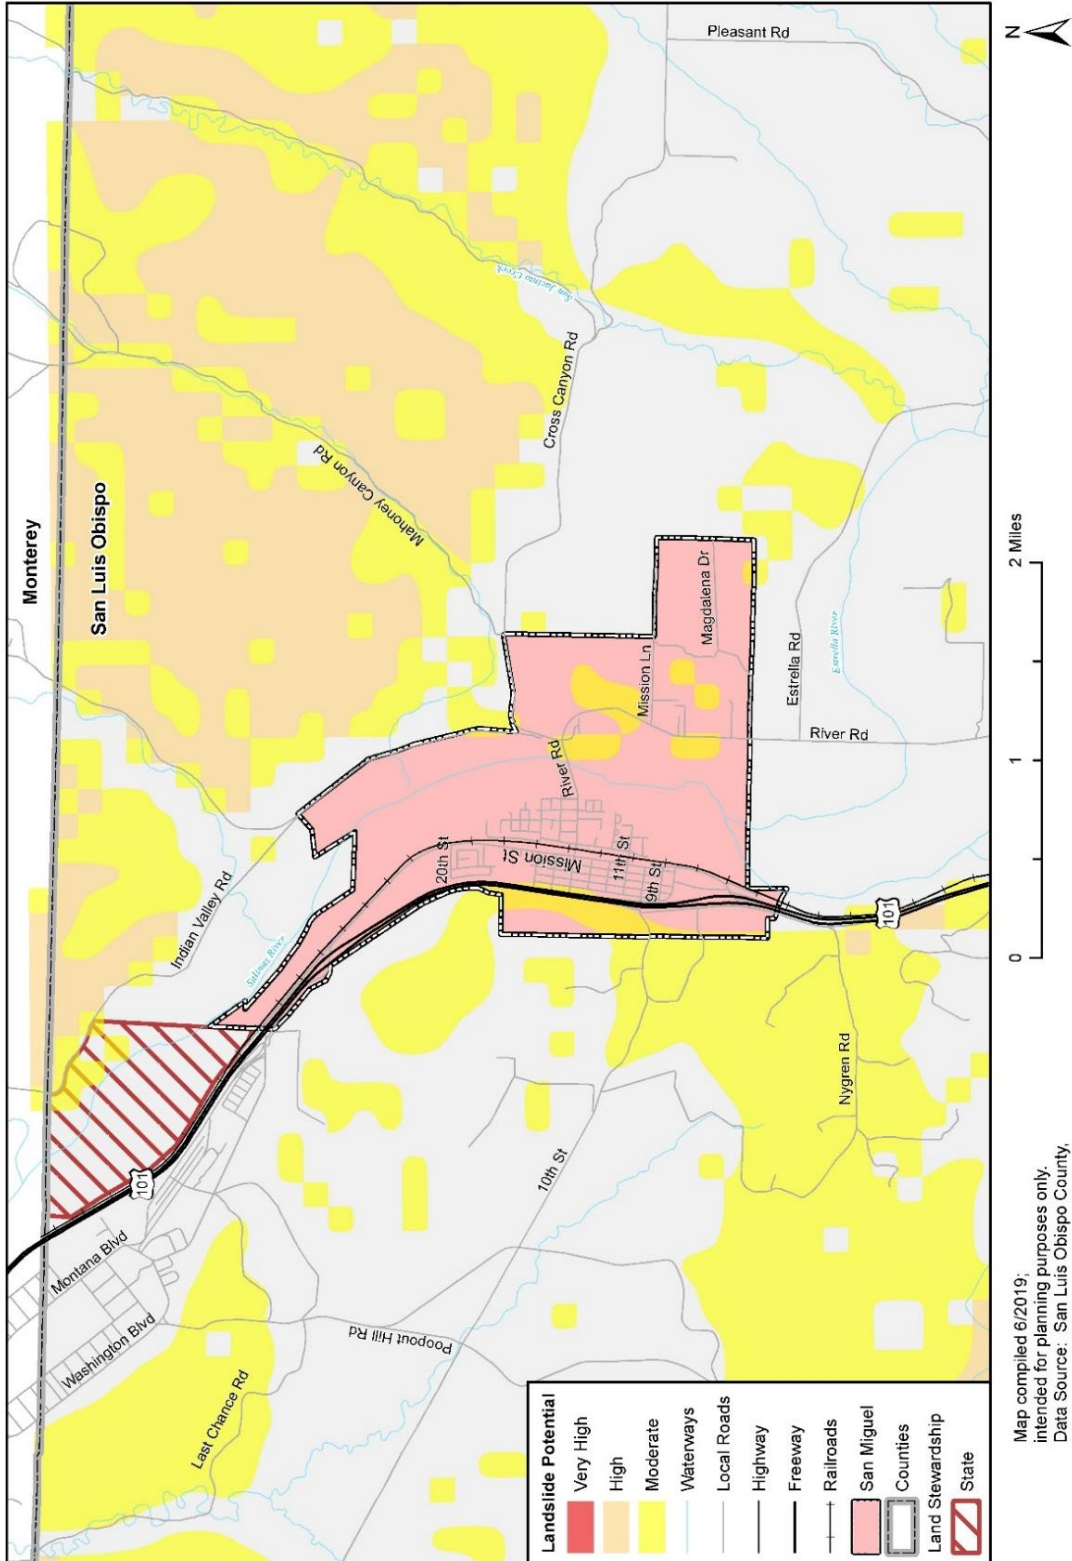 Pleasant Rd
N
Monterey
San Luis Obispo
San Jacinto Creek
Cross Canyon Rd
Mahoney Canyon Rd
Indian Valley Rd
Salinas River
Mission Ln
Magdalena Dr
Estrella Rd
Estrella River
River Rd
River Rd
20th St
Mission St
11th St
9th St
101
Nygren Rd
10th St
101
Montana Blvd
Washington Blvd
Poopout Hill Rd
Last Chance Rd
Landslide Potential
Very High
High
Moderate
Waterways
Local Roads
Highway
Freeway
Railroads
San Miguel
Counties
Land Stewardship
State
0 1 2 Miles
Map compiled 6/2019;
intended for planning purposes only.
Data Source: San Luis Obispo County,